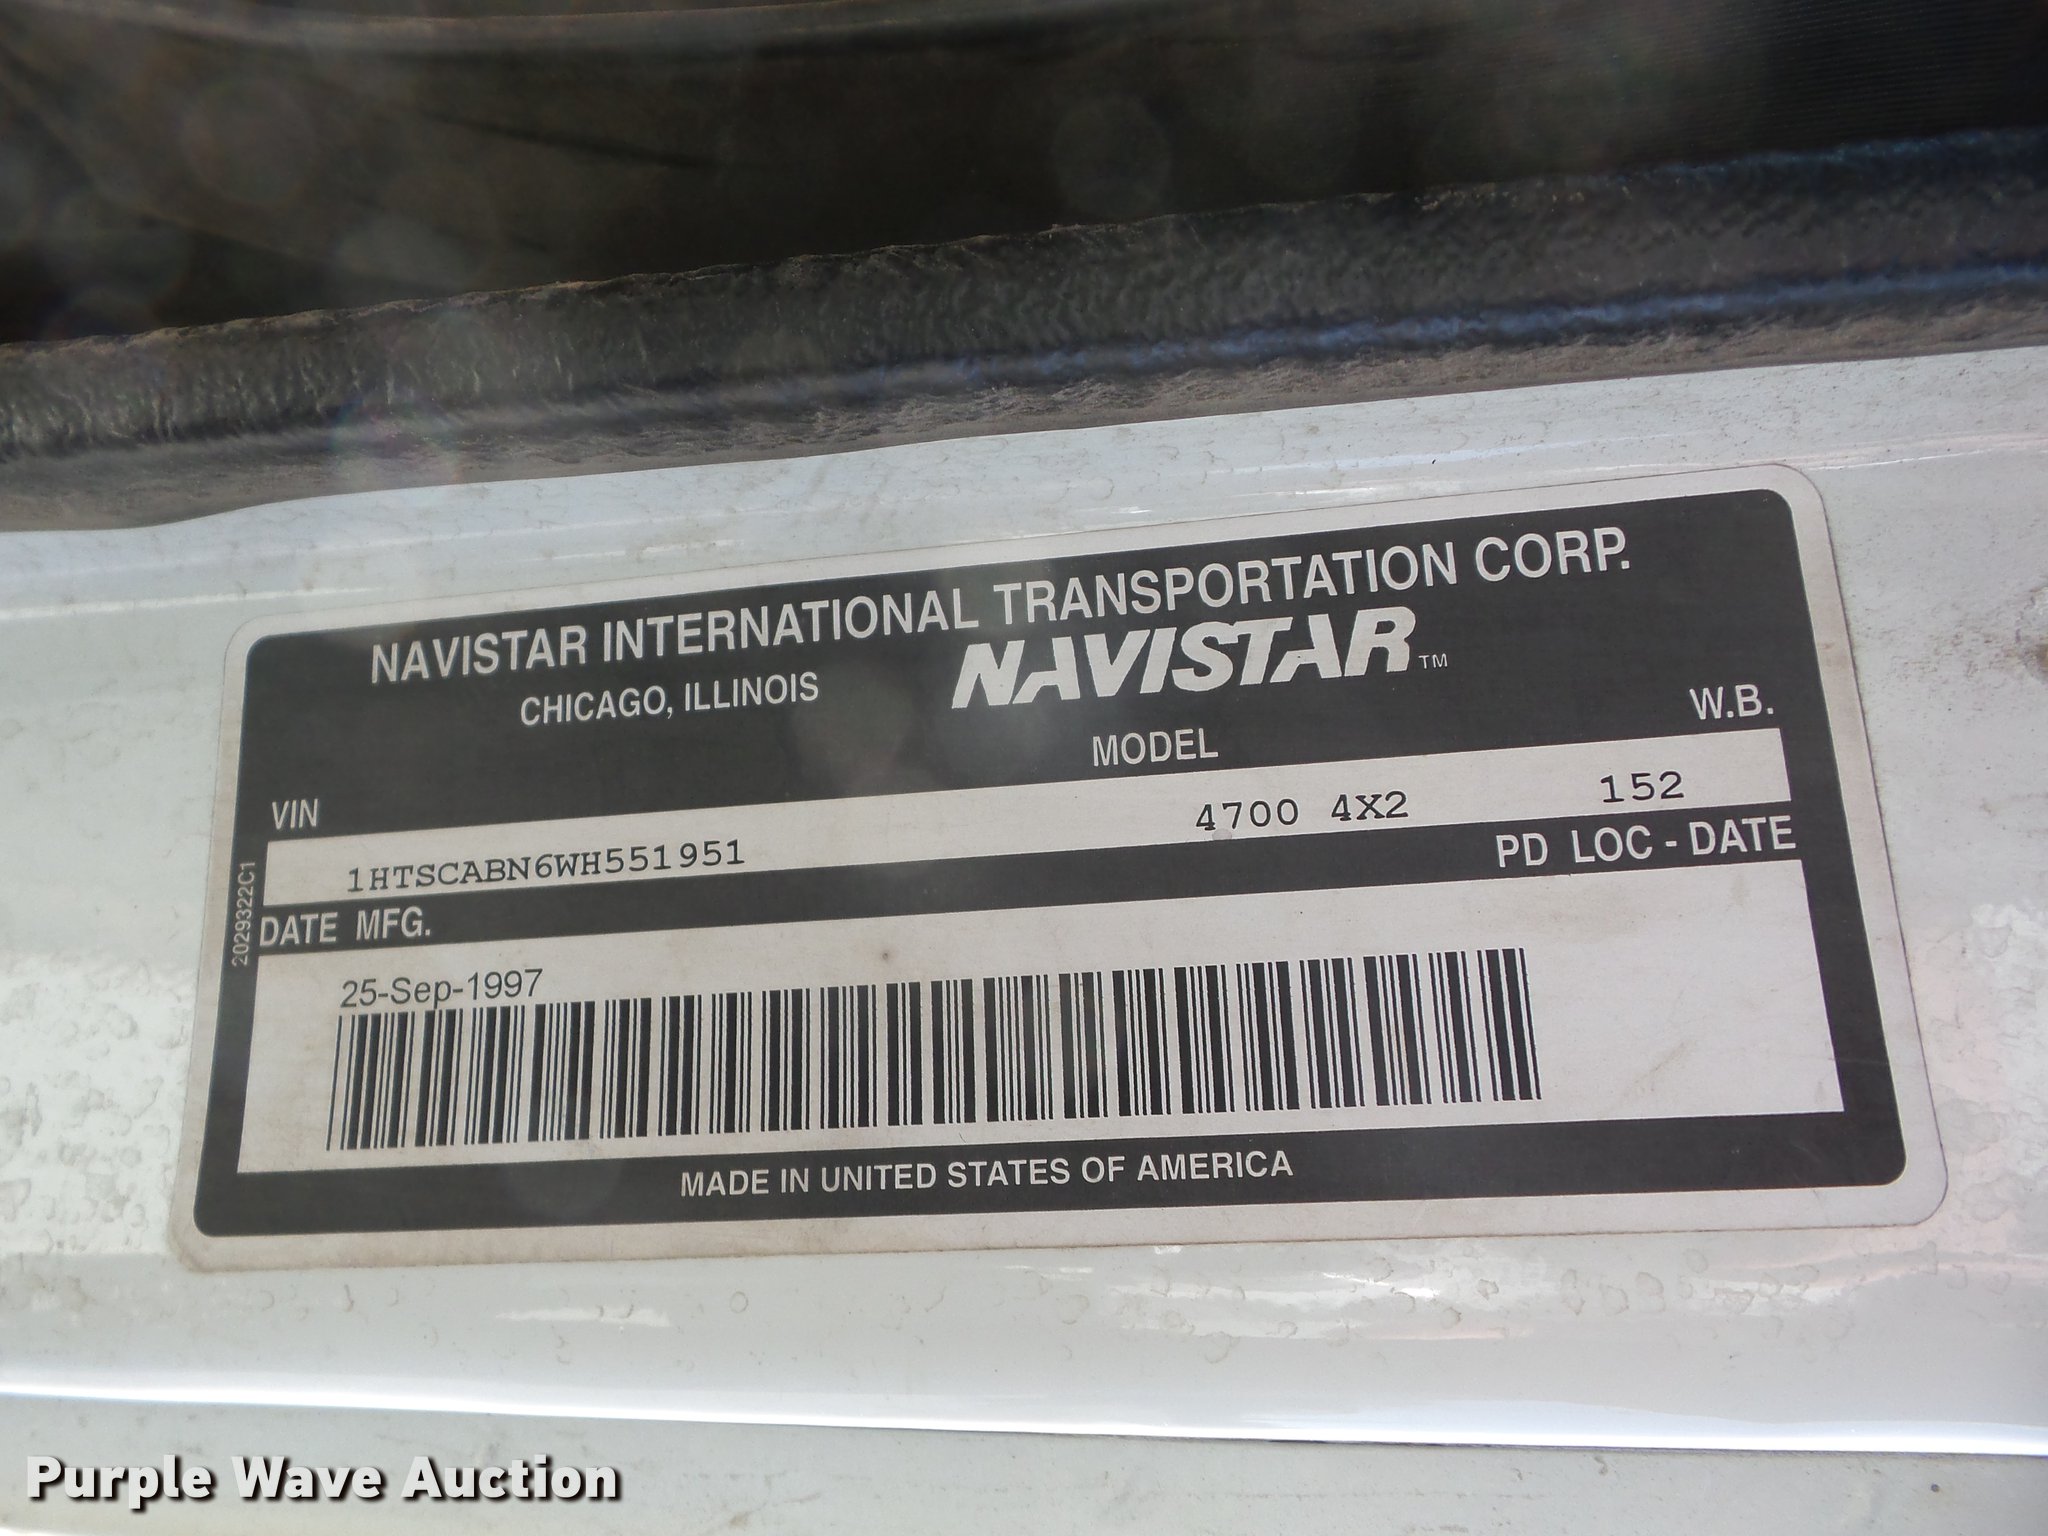 NAVISTAR INTERNATIONAL TRANSPORTATION CORP.
CHICAGO, ILLINOIS
NAVISTAR™
VIN
MODEL
W.B.
1HTSCABN6WH551951
4700 4X2
152
DATE MFG.
PD LOC - DATE
25-Sep-1997
2029322C1
MADE IN UNITED STATES OF AMERICA
Purple Wave Auction